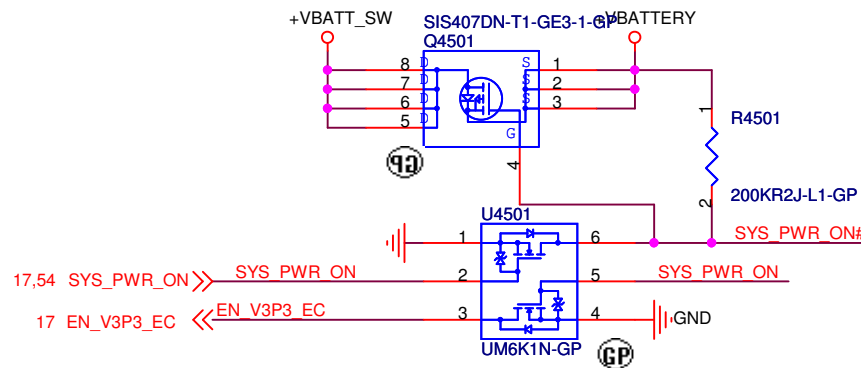 +VBATT_SW
SIS407DN-T1-GE3-1-GP
+VBATTERY
Q4501
8 D S 1
7 D S 2
6 D S 3
5 D
G
4
GP
1
R4501
2
200KR2J-L1-GP
U4501
1 6 SYS_PWR_ON#
17,54 SYS_PWR_ON SYS_PWR_ON 2 5 SYS_PWR_ON
17 EN_V3P3_EC EN_V3P3_EC 3 4 GND
UM6K1N-GP
GP